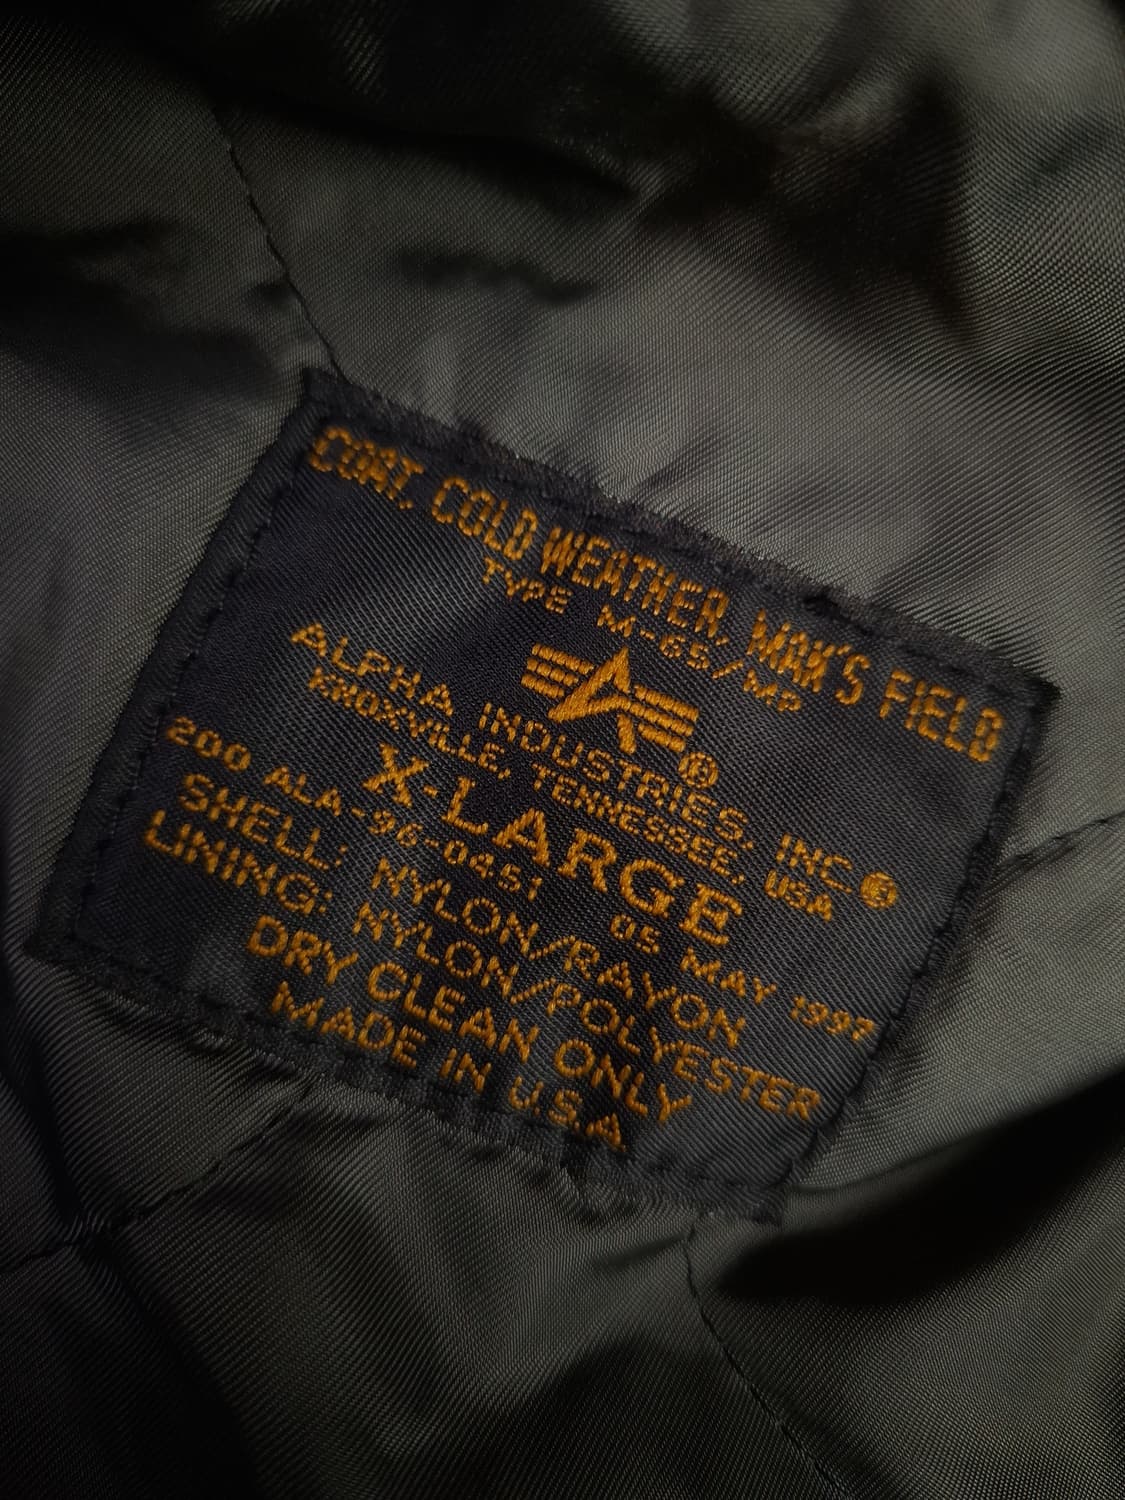 COAT, COLD WEATHER, MAN'S FIELD
TYPE M-65/MP
®
ALPHA INDUSTRIES, INC.®
KNOXVILLE, TENNESSEE, USA
X-LARGE
200 ALA-96-0461 05 MAY 1997
SHELL: NYLON/RAYON
LINING: NYLON/POLYESTER
DRY CLEAN ONLY
MADE IN U.S.A